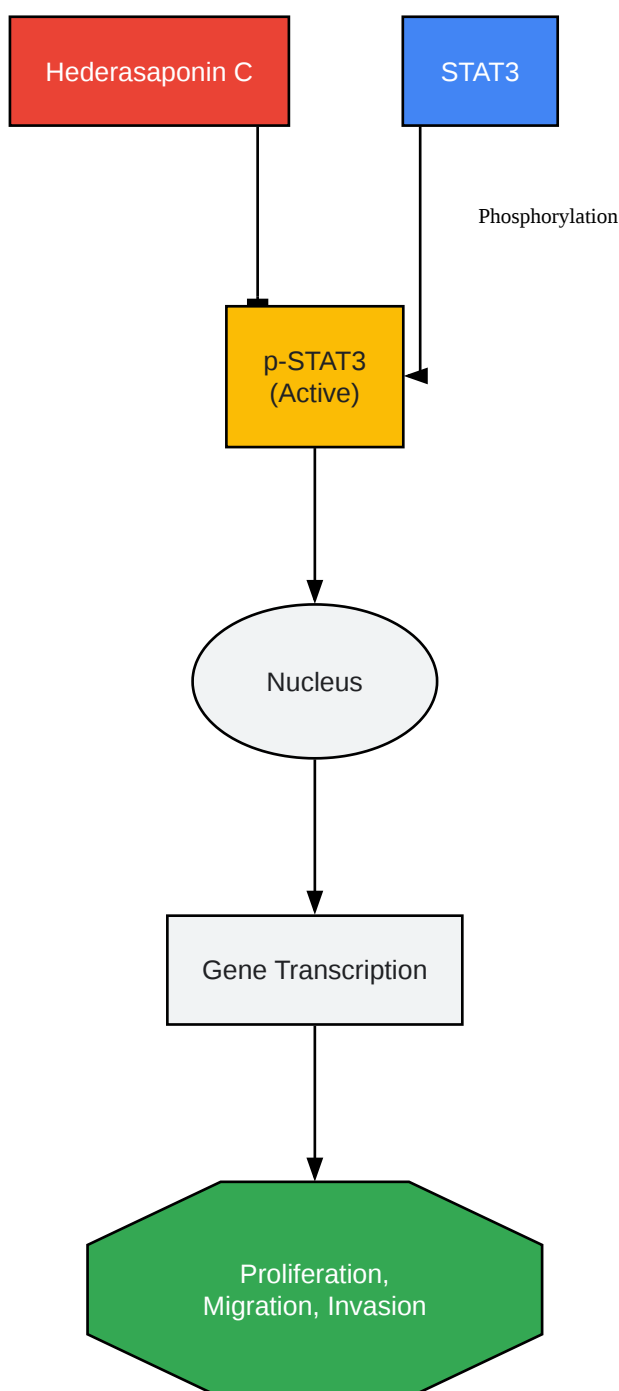 Hederasaponin C
STAT3
Phosphorylation
p-STAT3
(Active)
Nucleus
Gene Transcription
Proliferation,
Migration, Invasion